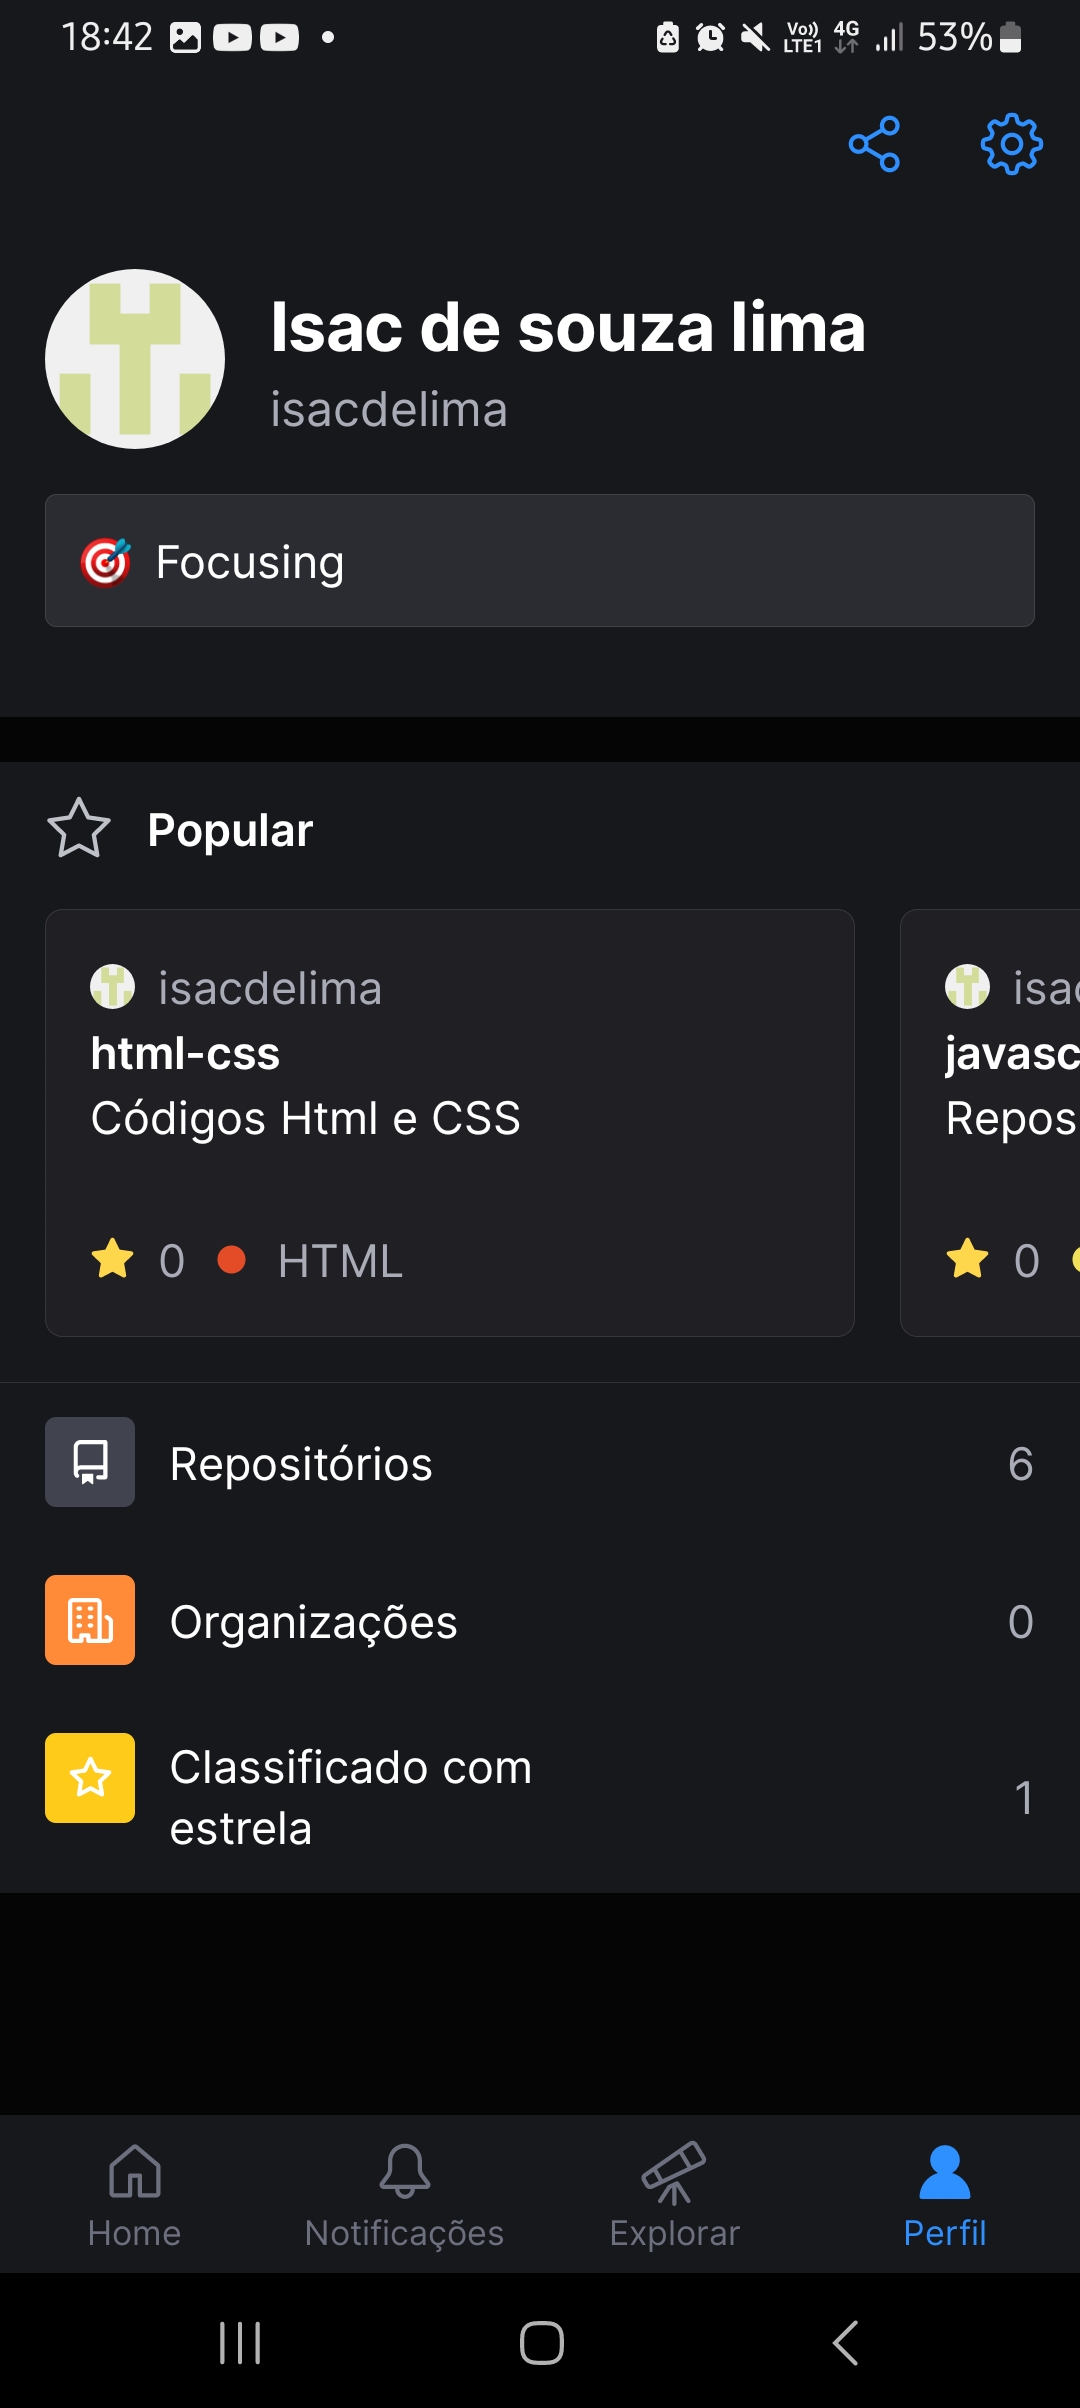 18:42 Vo)) LTE1 4G 53%
Isac de souza lima
isacdelima
Focusing
Popular
isacdelima
html-css
Códigos Html e CSS
0 HTML
isac
javasc
Repos
0
Repositórios 6
Organizações 0
Classificado com
estrela
1
Home Notificações Explorar Perfil